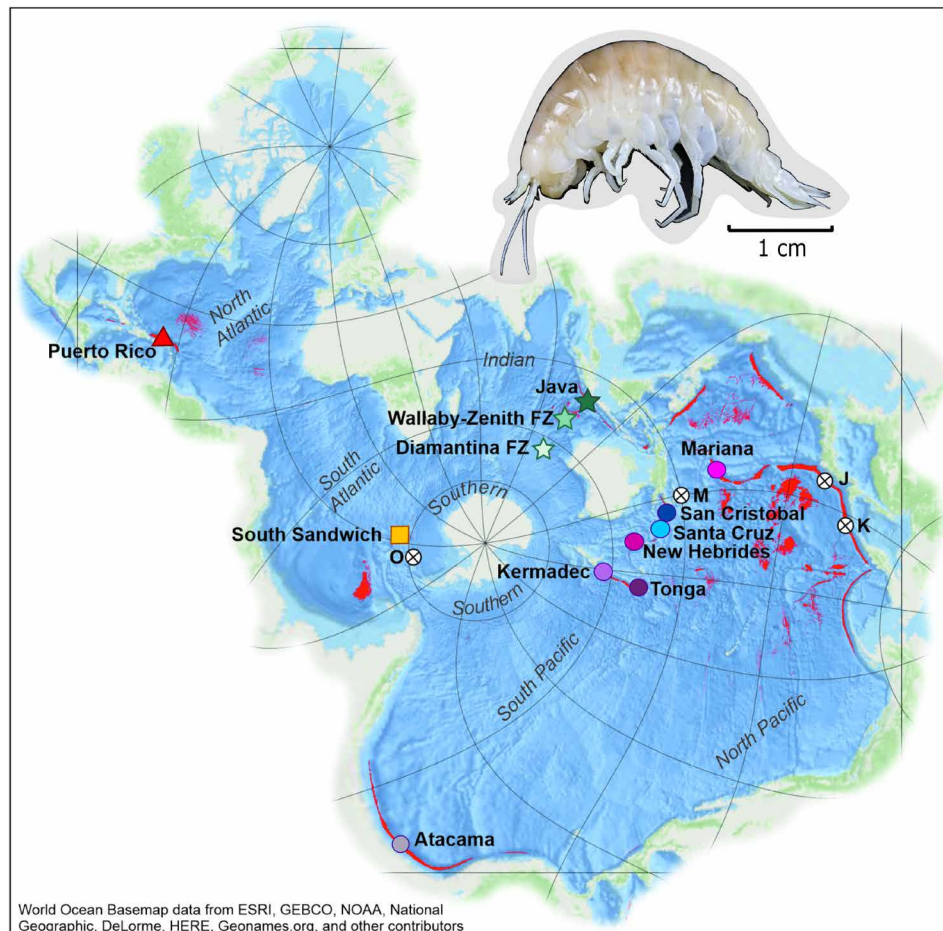 1 cm
North
Atlantic
Puerto Rico
Indian
Java
Wallaby-Zenith FZ
Diamantina FZ
Mariana
J
South
Atlantic
Southern
M
San Cristobal
K
South Sandwich
Santa Cruz
O
New Hebrides
Kermadec
Tonga
Southern
South Pacific
North Pacific
Atacama
World Ocean Basemap data from ESRI, GEBCO, NOAA, National
Geographic, DeLorme, HERE, Geonames.org, and other contributors